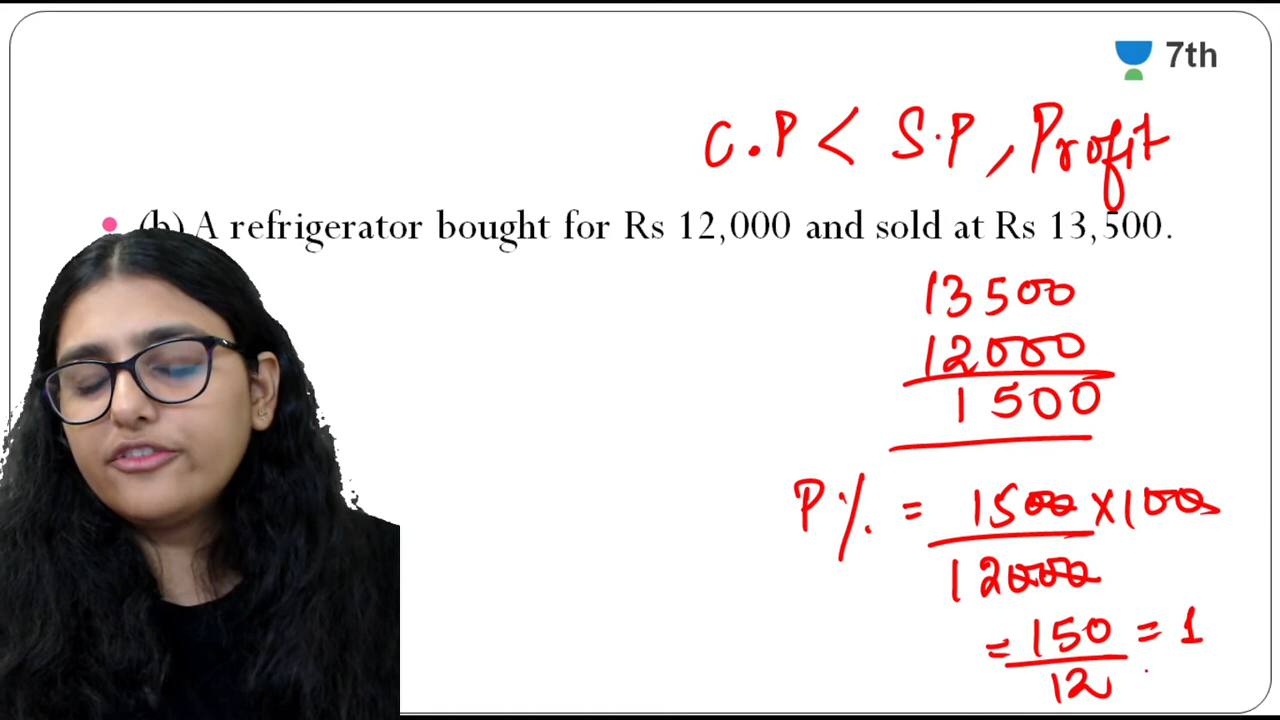 7th
C.P < S.P, Profit
(b) A refrigerator bought for Rs 12,000 and sold at Rs 13,500.
13500
12000
1500
P% = 1500 × 100
12000
= 150 = 1
12